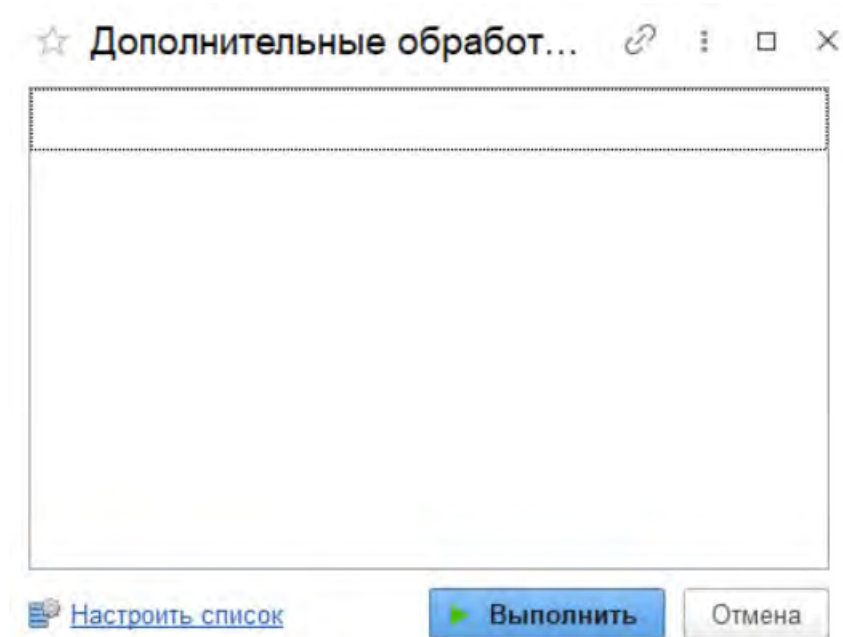 Дополнительные обработ...
Настроить список
Выполнить
Отмена